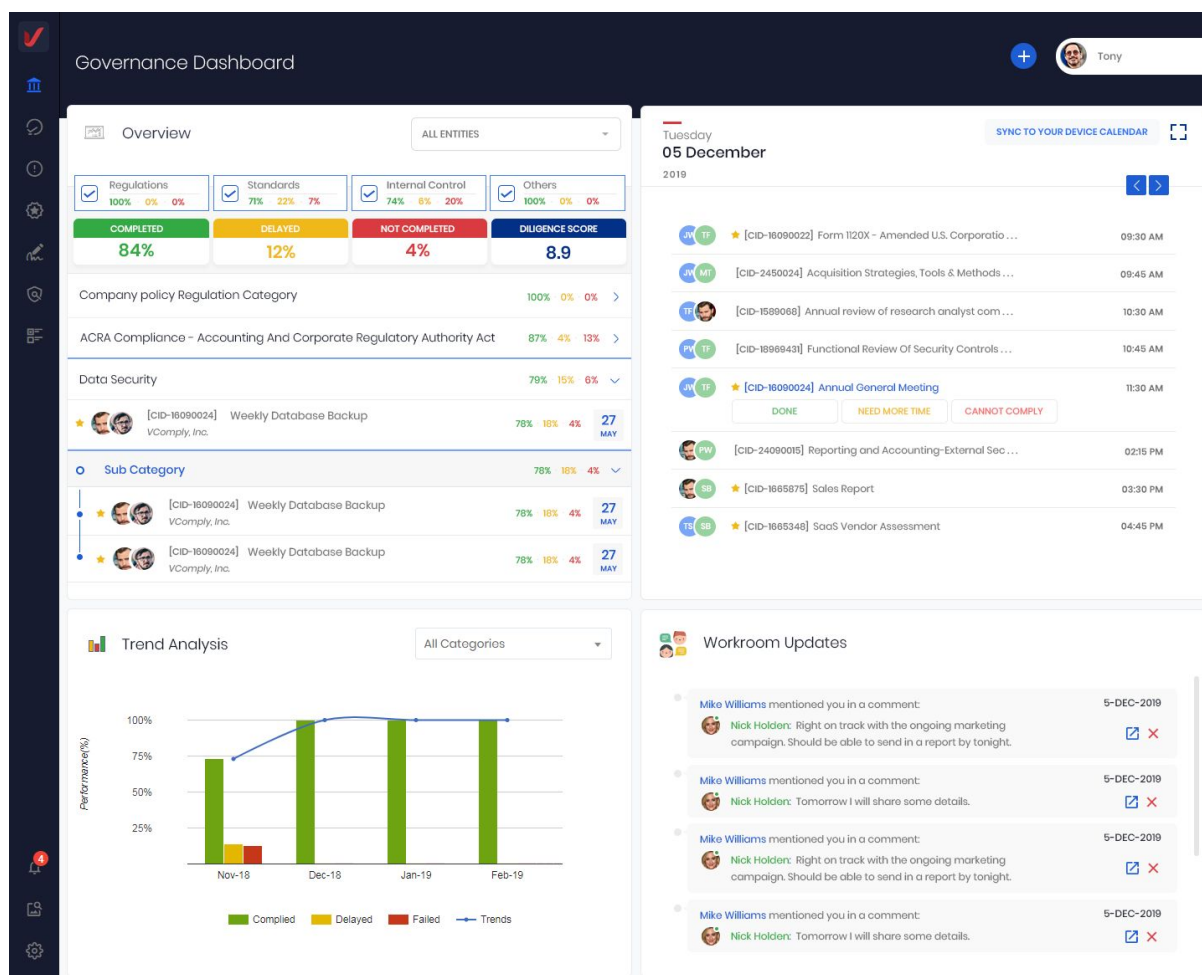 Governance Dashboard
Tony
Overview
ALL ENTITIES
Regulations
100% 0% 0%
Standards
71% 22% 7%
Internal Control
74% 6% 20%
Others
100% 0% 0%
COMPLETED
84%
DELAYED
12%
NOT COMPLETED
4%
DILIGENCE SCORE
8.9
Company policy Regulation Category 100% 0% 0%
ACRA Compliance - Accounting And Corporate Regulatory Authority Act 87% 4% 13%
Data Security 79% 15% 6%
[CID-16090024] Weekly Database Backup
VComply, Inc.
78% 18% 4%
27
MAY
Sub Category 78% 18% 4%
[CID-16090024] Weekly Database Backup
VComply, Inc.
78% 18% 4%
27
MAY
[CID-16090024] Weekly Database Backup
VComply, Inc.
78% 18% 4%
27
MAY
Tuesday
05 December
2019
SYNC TO YOUR DEVICE CALENDAR
JW TF [CID-16090022] Form 1120X - Amended U.S. Corporatio ... 09:30 AM
JW MT [CID-2450024] Acquisition Strategies, Tools & Methods ... 09:45 AM
TF [CID-1589068] Annual review of research analyst com ... 10:30 AM
PW TF [CID-18969431] Functional Review Of Security Controls ... 10:45 AM
JW TF [CID-16090024] Annual General Meeting 11:30 AM
DONE NEED MORE TIME CANNOT COMPLY
PW [CID-24090015] Reporting and Accounting-External Sec ... 02:15 PM
SB [CID-1665875] Sales Report 03:30 PM
TS SB [CID-1665348] SaaS Vendor Assessment 04:45 PM
Trend Analysis
All Categories
Performance(%)
100%
75%
50%
25%
Nov-18 Dec-18 Jan-19 Feb-19
Complied Delayed Failed Trends
Workroom Updates
Mike Williams mentioned you in a comment: 5-DEC-2019
Nick Holden: Right on track with the ongoing marketing
campaign. Should be able to send in a report by tonight.
Mike Williams mentioned you in a comment: 5-DEC-2019
Nick Holden: Tomorrow I will share some details.
Mike Williams mentioned you in a comment: 5-DEC-2019
Nick Holden: Right on track with the ongoing marketing
campaign. Should be able to send in a report by tonight.
Mike Williams mentioned you in a comment: 5-DEC-2019
Nick Holden: Tomorrow I will share some details.
4